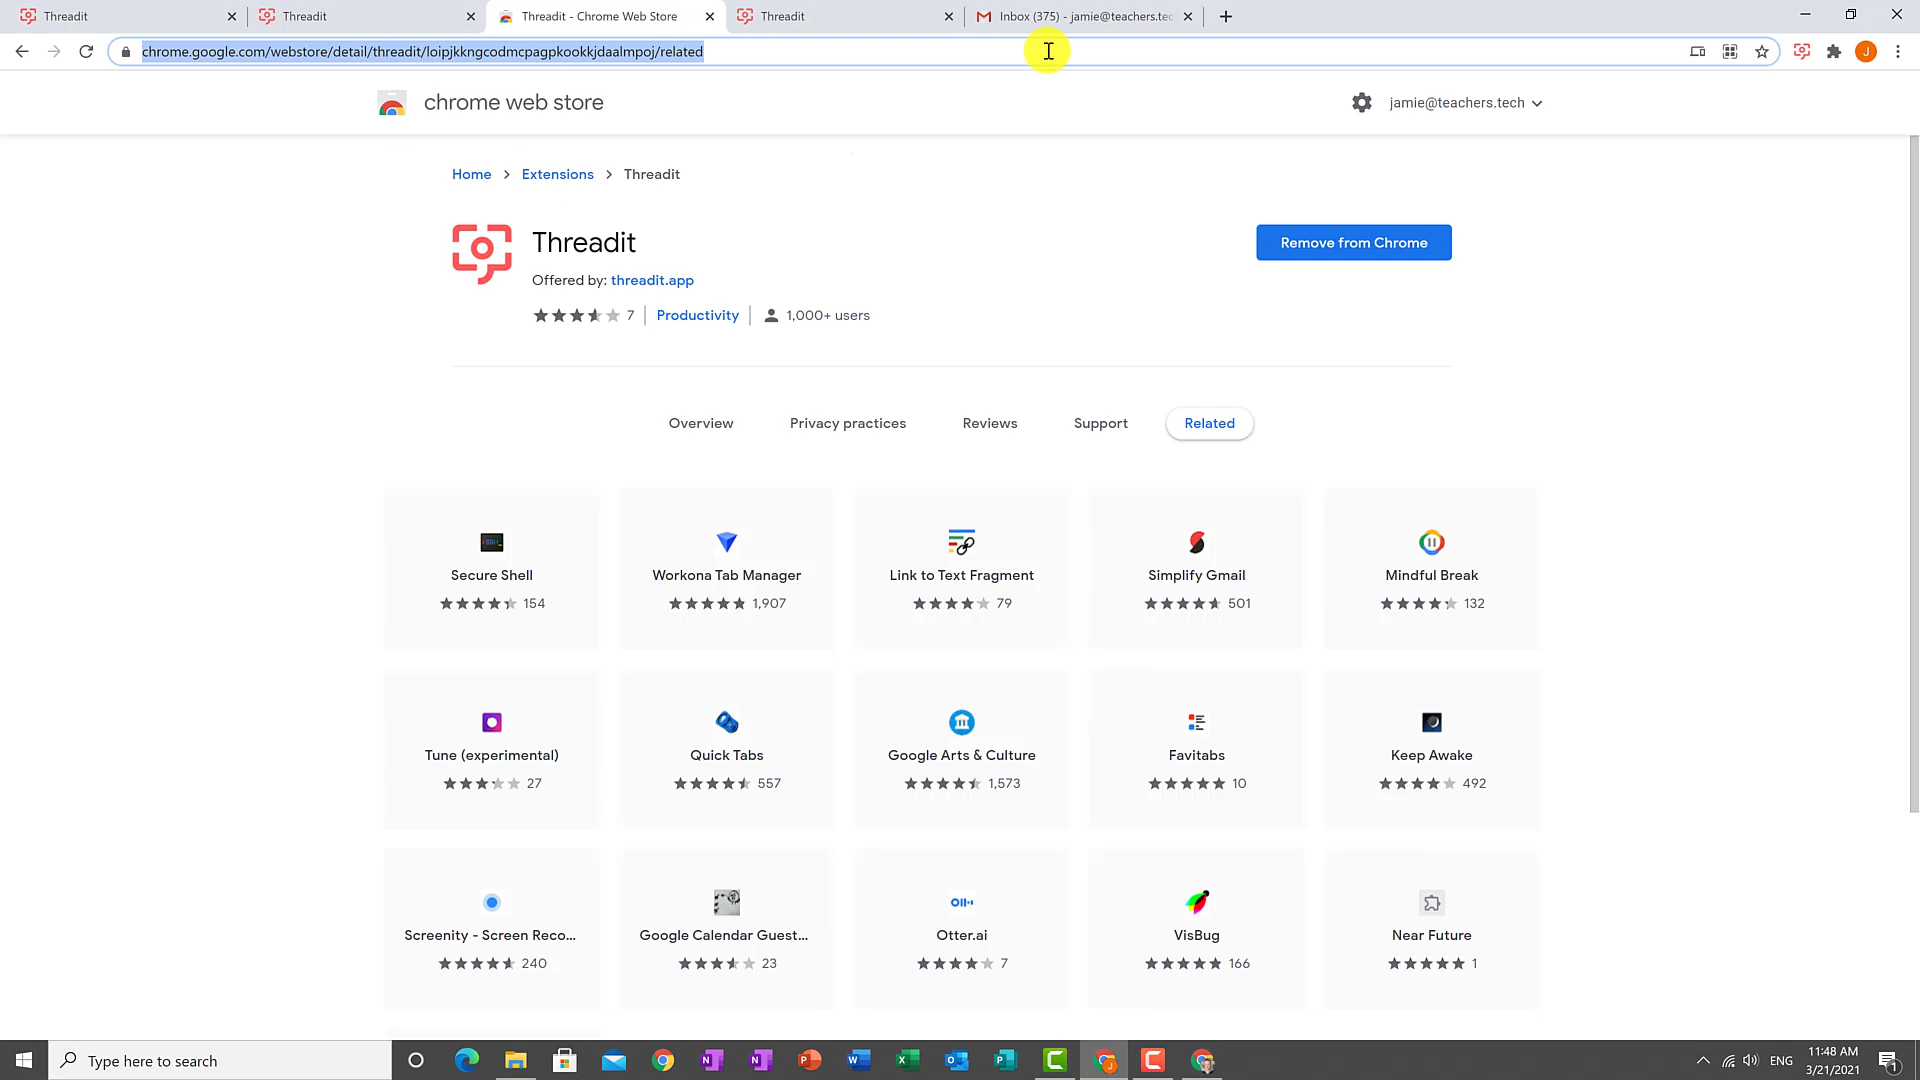 Threadit
Threadit
Threadit - Chrome Web Store
Threadit
Inbox (375) - jamie@teachers.tec
chrome.google.com/webstore/detail/threadit/loipjkkngcodmcpagpkookkjdaalmpoj/related
J
chrome web store
jamie@teachers.tech
Home > Extensions > Threadit
Threadit
Remove from Chrome
Offered by: threadit.app
7 | Productivity | 1,000+ users
Overview
Privacy practices
Reviews
Support
Related
Secure Shell
154
Workona Tab Manager
1,907
Link to Text Fragment
79
Simplify Gmail
501
Mindful Break
132
Tune (experimental)
27
Quick Tabs
557
Google Arts & Culture
1,573
Favitabs
10
Keep Awake
492
Screenity - Screen Reco...
240
Google Calendar Guest...
23
Otter.ai
7
VisBug
166
Near Future
1
Type here to search
ENG
11:48 AM
3/21/2021
1